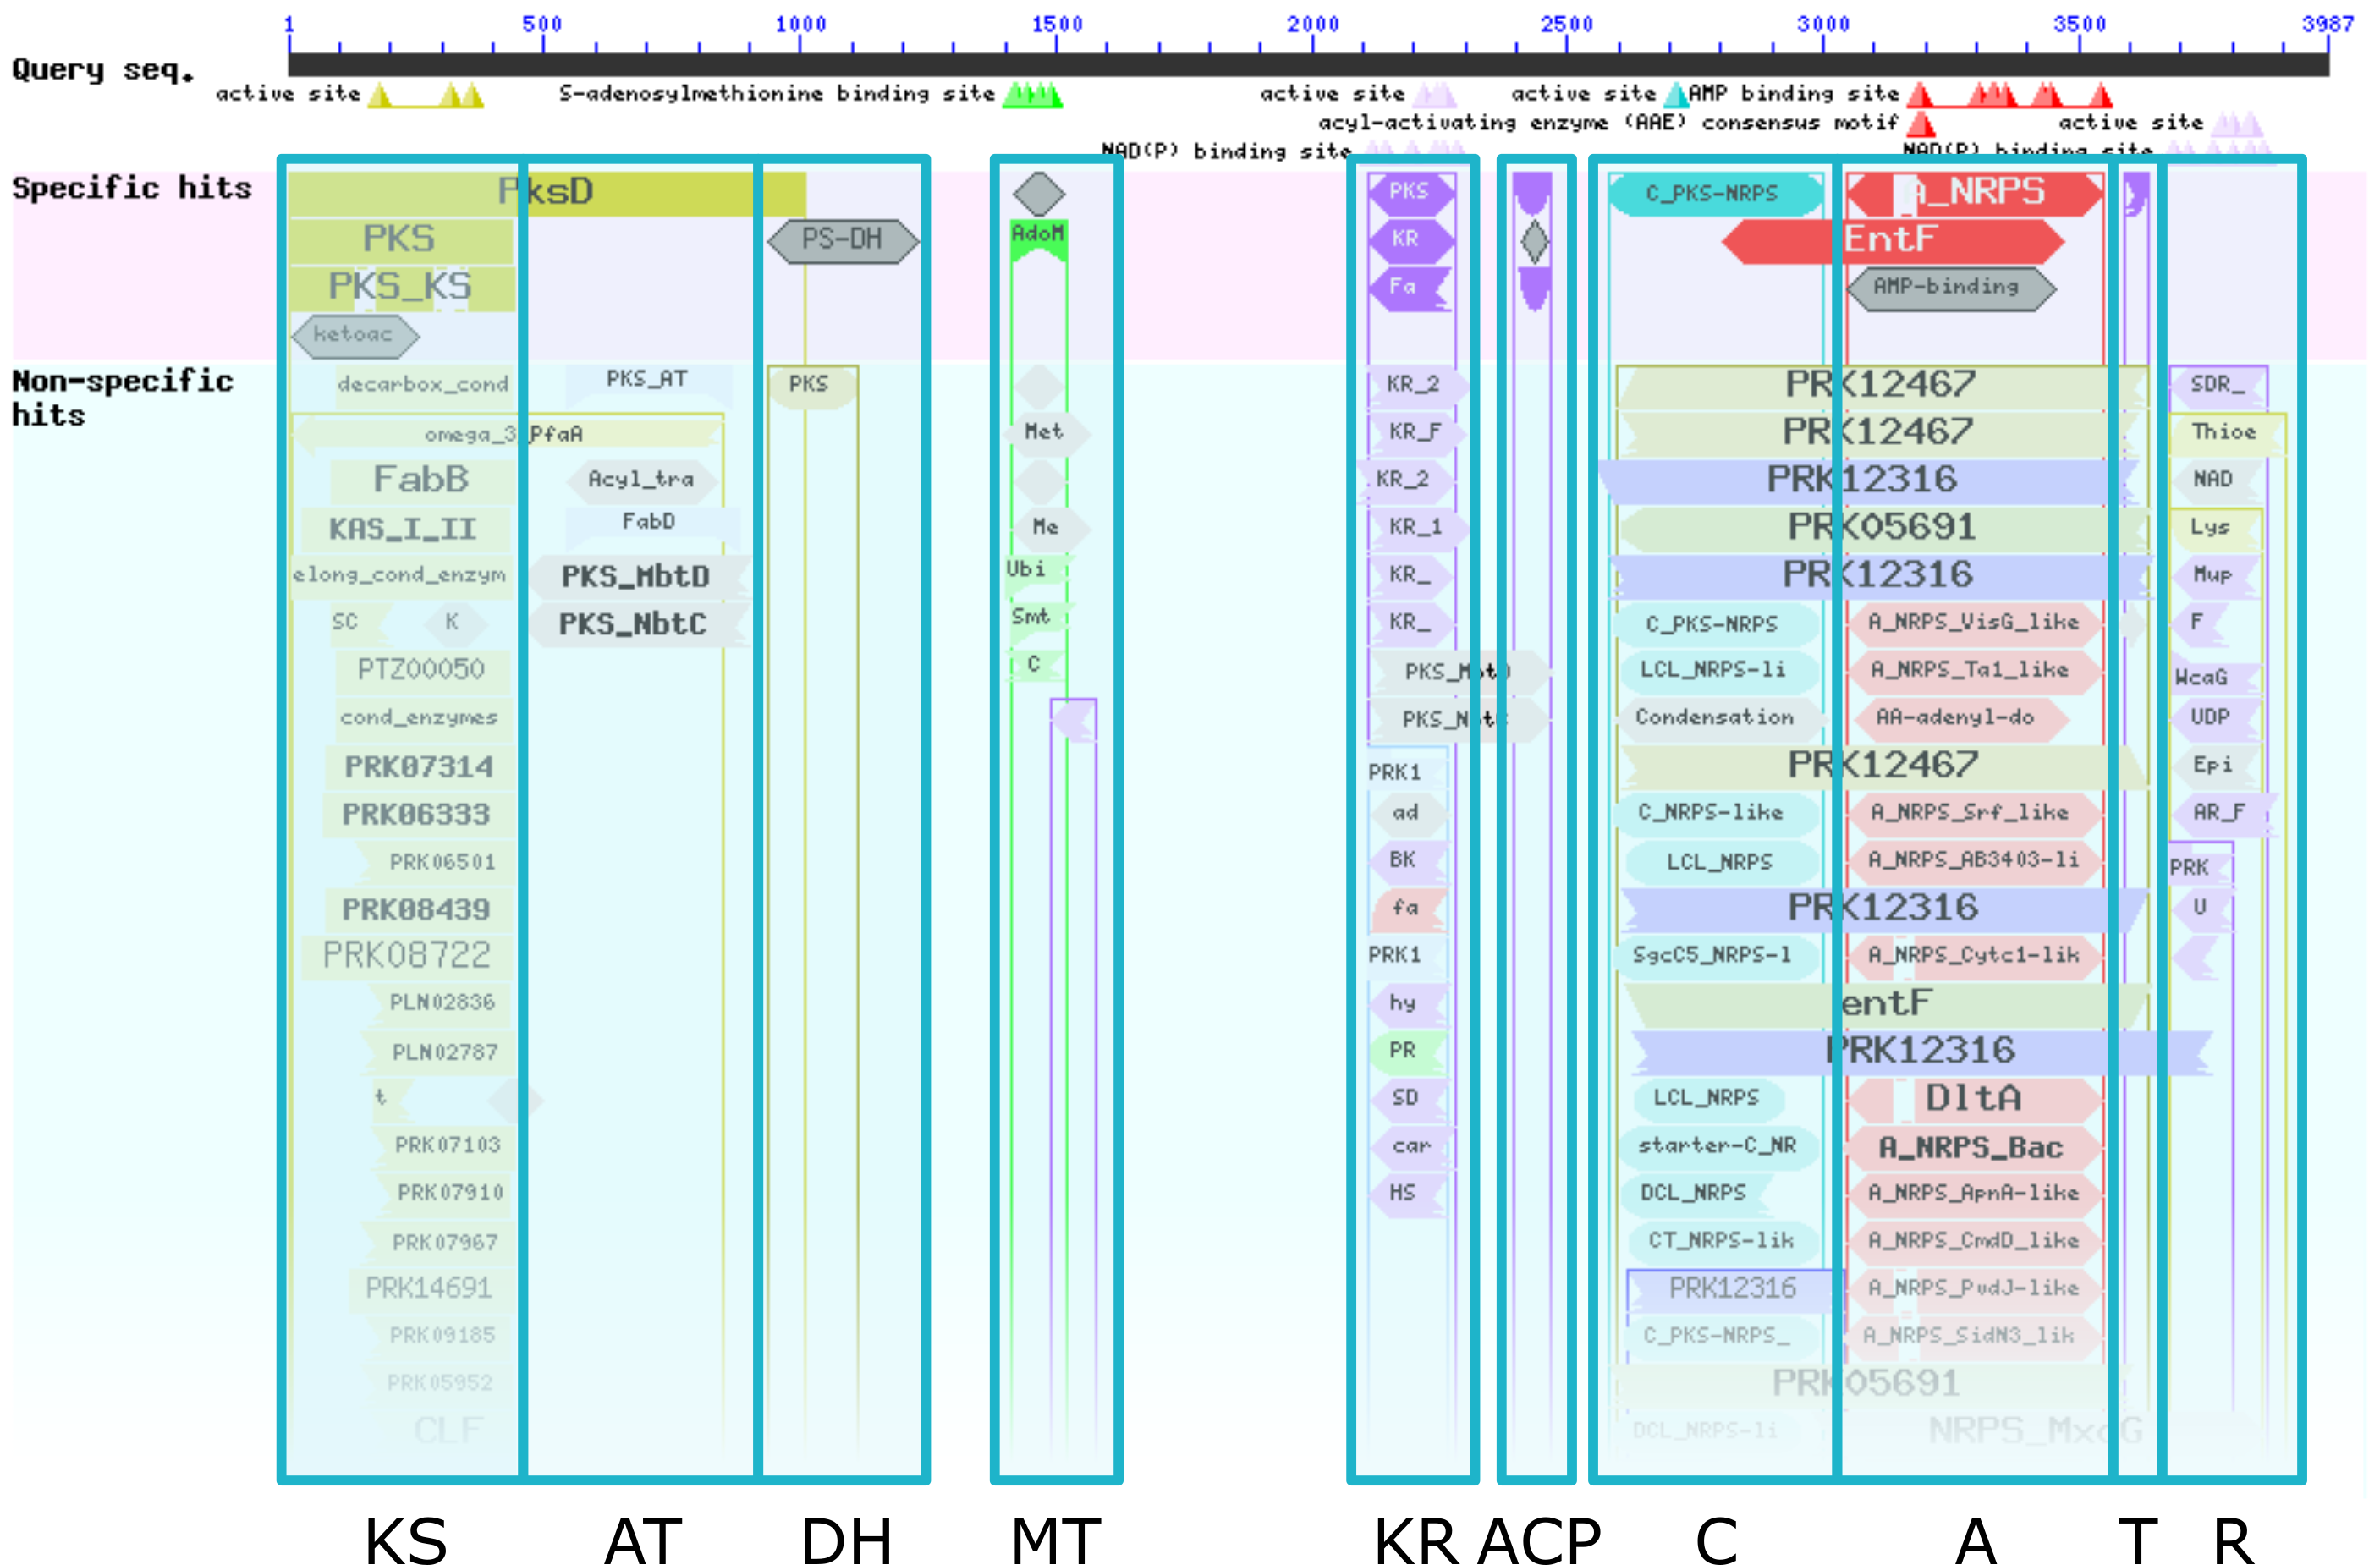 1 500 1000 1500 2000 2500 3000 3500 3987
Query seq.
active site S-adenosylmethionine binding site active site active site AMP binding site
acyl-activating enzyme (AAE) consensus motif active site
NAD(P) binding site NAD(P) binding site
Specific hits PksD PKS C_PKS-NRPS A_NRPS
PKS PS-DH AdoM KR EntF
PKS_KS Fa AMP-binding
ketoac
Non-specific
hits
decarbox_cond PKS_AT PKS KR_2 PRK12467 SDR_
omega_3_PfaA Met KR_F PRK12467 Thioe
FabB Acyl_tra KR_2 PRK12316 NAD
KAS_I_II FabD Me KR_1 PRK05691 Lys
elong_cond_enzym PKS_MbtD Ubi KR_ PRK12316 Mup
SC K PKS_NbtC Smt KR_ C_PKS-NRPS A_NRPS_VisG_like F
PTZ00050 C PKS_MbtD LCL_NRPS-li A_NRPS_Ta1_like WcaG
cond_enzymes PKS_NbtC Condensation AA-adenyl-do UDP
PRK07314 PRK1 PRK12467 Epi
PRK06333 ad C_NRPS-like A_NRPS_Srf_like AR_F
PRK06501 BK LCL_NRPS A_NRPS_AB3403-li PRK
PRK08439 fa PRK12316 U
PRK08722 PRK1 SgcC5_NRPS-l A_NRPS_Cytc1-lik
PLN02836 hy entF
PLN02787 PR PRK12316
t SD LCL_NRPS DltA
PRK07103 car starter-C_NR A_NRPS_Bac
PRK07910 HS DCL_NRPS A_NRPS_ApnA-like
PRK07967 CT_NRPS-lik A_NRPS_CmdD_like
PRK14691 PRK12316 A_NRPS_PvdJ-like
PRK09185 C_PKS-NRPS_ A_NRPS_SidN3_lik
PRK05952 PRK05691
CLF DCL_NRPS-li NRPS_MxcG
KS AT DH MT KR ACP C A T R